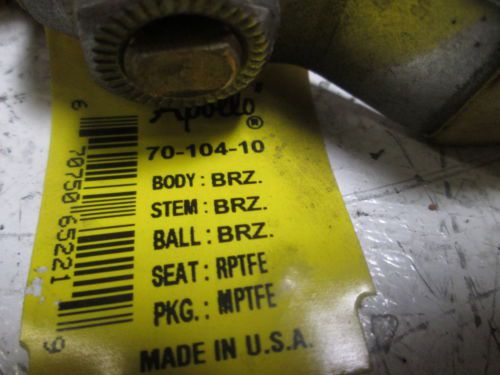 Apollo®
70-104-10
BODY: BRZ.
STEM: BRZ.
BALL: BRZ.
SEAT: RPTFE
PKG.: MPTFE
MADE IN U.S.A.
6 70750 65221 9